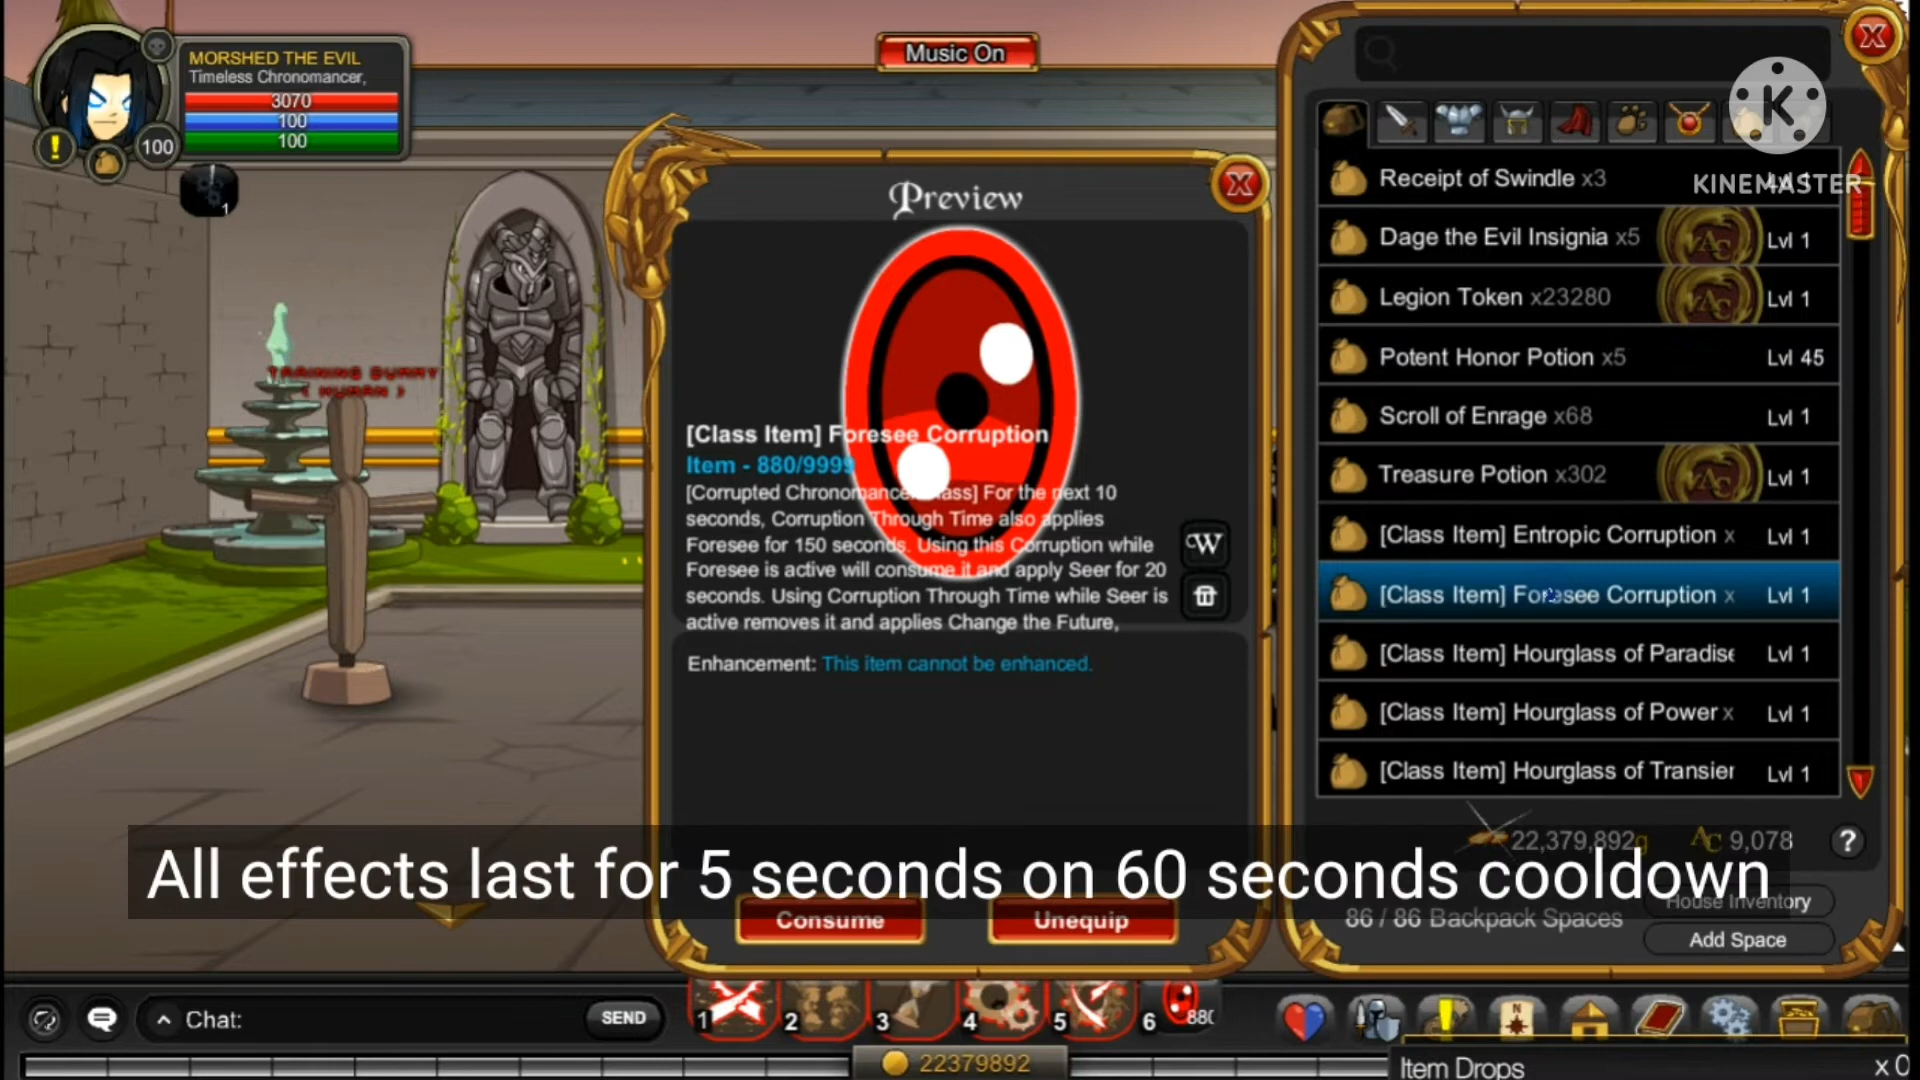 MORSHED THE EVIL
Timeless Chronomancer,
3070
100
100
100
1
Music On
K
KINEMASTER
Preview
[Class Item] Foresee Corruption
Item - 880/9999
[Corrupted Chronomancer Class] For the next 10
seconds, Corruption Through Time also applies
Foresee for 150 seconds. Using this Corruption while
Foresee is active will consume it and apply Seer for 20
seconds. Using Corruption Through Time while Seer is
active removes it and applies Change the Future,
W
Enhancement: This item cannot be enhanced.
Consume
Unequip
TRAINING DUMMY
( HUMAN )
Receipt of Swindle x3
Dage the Evil Insignia x5 AC Lvl 1
Legion Token x23280 AC Lvl 1
Potent Honor Potion x5 Lvl 45
Scroll of Enrage x68 Lvl 1
Treasure Potion x302 AC Lvl 1
[Class Item] Entropic Corruption x Lvl 1
[Class Item] Foresee Corruption x Lvl 1
[Class Item] Hourglass of Paradise Lvl 1
[Class Item] Hourglass of Power x Lvl 1
[Class Item] Hourglass of Transier Lvl 1
22,379,892g AC 9,078 ?
All effects last for 5 seconds on 60 seconds cooldown
House Inventory
86 / 86 Backpack Spaces
Add Space
Chat:
SEND
1 2 3 4 5 6 880
22379892
Item Drops x 0